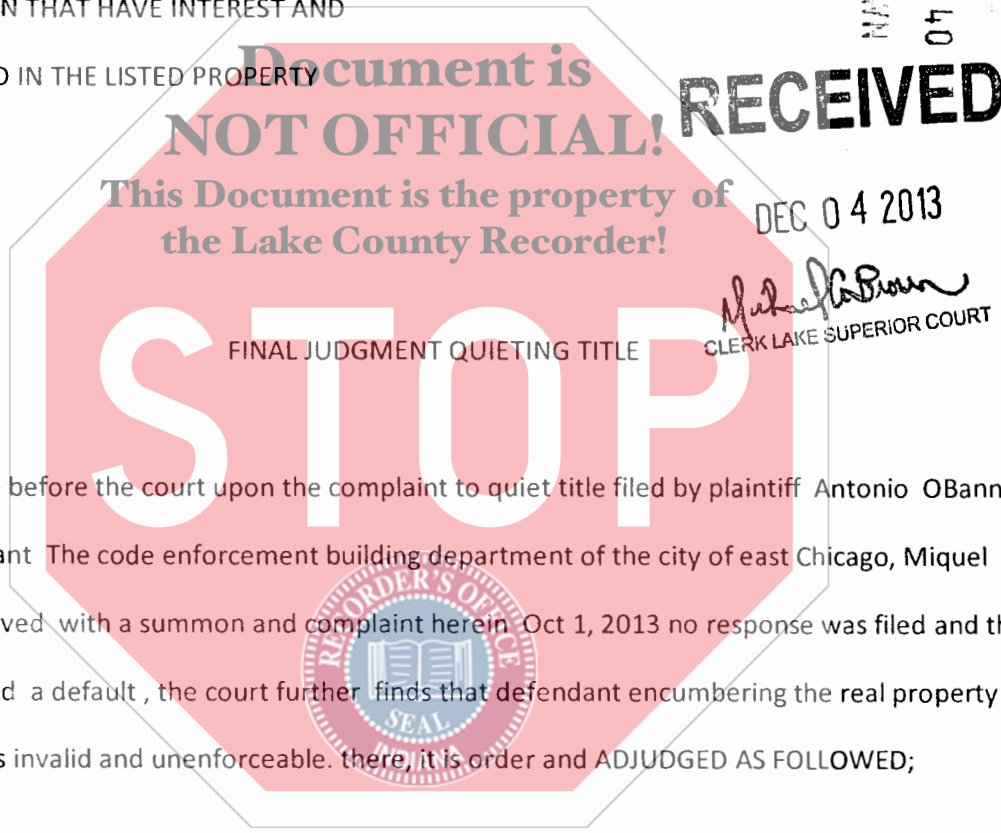 N THAT HAVE INTEREST AND
D IN THE LISTED PROPERTY
Document is
NOT OFFICIAL!
This Document is the property of
the Lake County Recorder!
40
RECEIVED
DEC 04 2013
CLERK LAKE SUPERIOR COURT
STOP
FINAL JUDGMENT QUIETING TITLE
before the court upon the complaint to quiet title filed by plaintiff Antonio OBann
ant The code enforcement building department of the city of east Chicago, Miquel
ved with a summon and complaint herein Oct 1, 2013 no response was filed and th
d a default , the court further finds that defendant encumbering the real property
s invalid and unenforceable. there, it is order and ADJUDGED AS FOLLOWED;
RECORDER'S OFFICE
SEAL
INDIANA